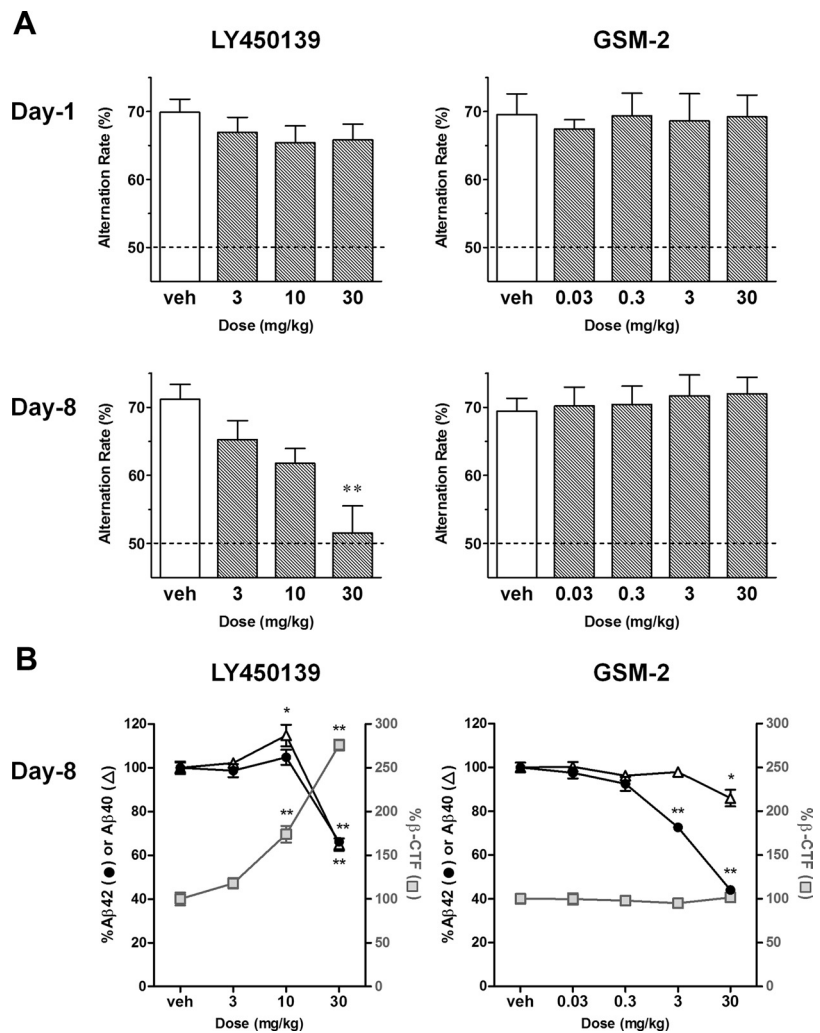 A
LY450139
GSM-2
Day-1
Alternation Rate (%)
70
60
50
veh
3
10
30
Dose (mg/kg)
Alternation Rate (%)
70
60
50
veh
0.03
0.3
3
30
Dose (mg/kg)
Day-8
Alternation Rate (%)
70
60
50
**
veh
3
10
30
Dose (mg/kg)
Alternation Rate (%)
70
60
50
veh
0.03
0.3
3
30
Dose (mg/kg)
B
LY450139
GSM-2
Day-8
%Aβ42 (●) or Aβ40 (△)
120
100
80
60
40
20
0
*
**
**
**
**
300
250
200
150
100
50
0
%β-CTF (■)
veh
3
10
30
Dose (mg/kg)
%Aβ42 (●) or Aβ40 (△)
120
100
80
60
40
20
0
**
*
**
300
250
200
150
100
50
0
%β-CTF (■)
veh
0.03
0.3
3
30
Dose (mg/kg)